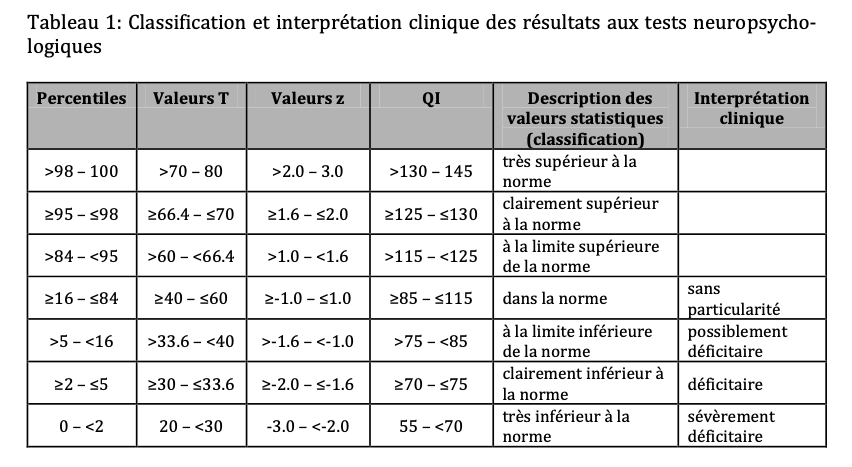 Tableau 1: Classification et interprétation clinique des résultats aux tests neuropsycho-
logiques
Percentiles Valeurs T Valeurs z QI Description des valeurs statistiques (classification) Interprétation clinique
>98 – 100 >70 – 80 >2.0 – 3.0 >130 – 145 très supérieur à la norme
≥95 – ≤98 ≥66.4 – ≤70 ≥1.6 – ≤2.0 ≥125 – ≤130 clairement supérieur à la norme
>84 – <95 >60 – <66.4 >1.0 – <1.6 >115 – <125 à la limite supérieure de la norme
≥16 – ≤84 ≥40 – ≤60 ≥-1.0 – ≤1.0 ≥85 – ≤115 dans la norme sans particularité
>5 – <16 >33.6 – <40 >-1.6 – <-1.0 >75 – <85 à la limite inférieure de la norme possiblement déficitaire
≥2 – ≤5 ≥30 – ≤33.6 ≥-2.0 – ≤-1.6 ≥70 – ≤75 clairement inférieur à la norme déficitaire
0 – <2 20 – <30 -3.0 – <-2.0 55 – <70 très inférieur à la norme sévèrement déficitaire